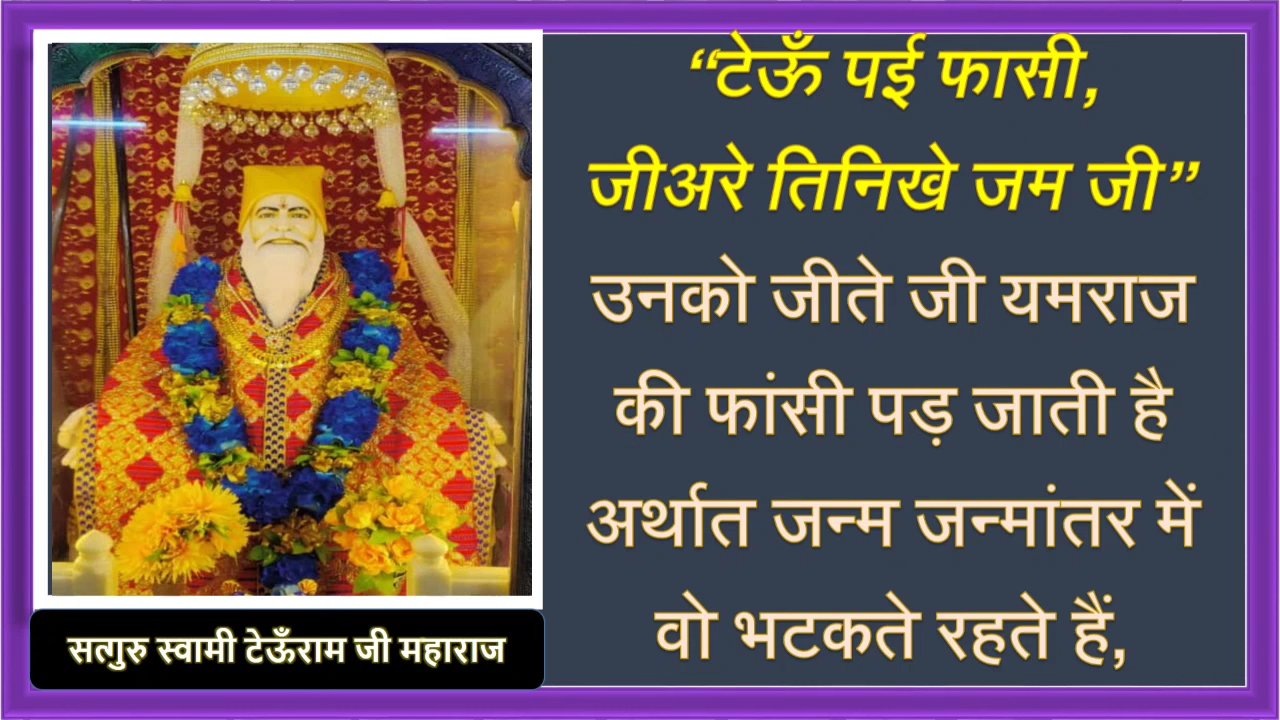 “टेऊँ पई फासी,
जीअरे तिनिखे जम जी”
उनको जीते जी यमराज
की फांसी पड़ जाती है
अर्थात जन्म जन्मांतर में
वो भटकते रहते हैं,
सत्गुरु स्वामी टेऊँराम जी महाराज